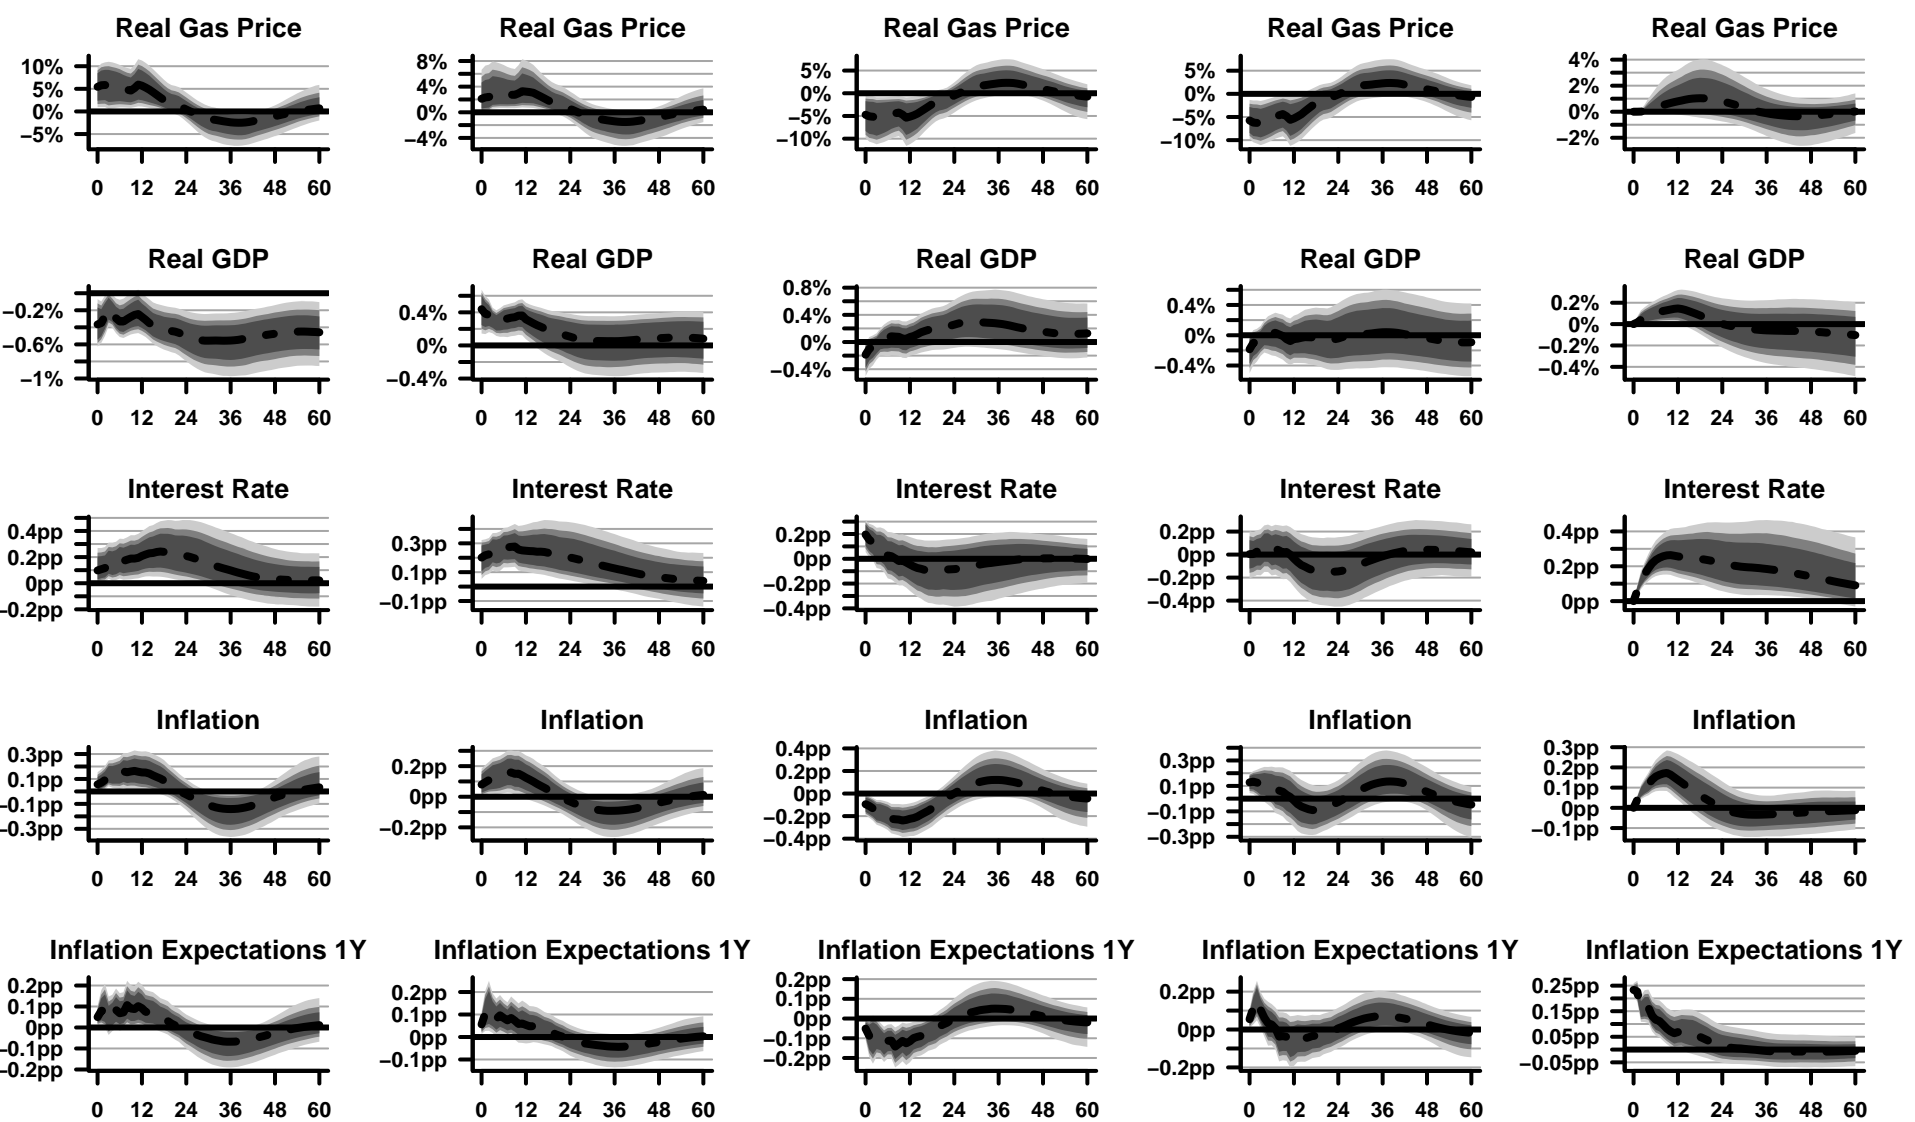 Real Gas Price Real Gas Price Real Gas Price Real Gas Price Real Gas Price
10% 5% 0% −5% 8% 4% 0% −4% 5% 0% −5% −10% 5% 0% −5% −10% 4% 2% 0% −2%
0 12 24 36 48 60 0 12 24 36 48 60 0 12 24 36 48 60 0 12 24 36 48 60 0 12 24 36 48 60
Real GDP Real GDP Real GDP Real GDP Real GDP
−0.2% −0.6% −1% 0.4% 0% −0.4% 0.8% 0.4% 0% −0.4% 0.4% 0% −0.4% 0.2% 0% −0.2% −0.4%
0 12 24 36 48 60 0 12 24 36 48 60 0 12 24 36 48 60 0 12 24 36 48 60 0 12 24 36 48 60
Interest Rate Interest Rate Interest Rate Interest Rate Interest Rate
0.4pp 0.2pp 0pp −0.2pp 0.3pp 0.1pp −0.1pp 0.2pp 0pp −0.2pp −0.4pp 0.2pp 0pp −0.2pp −0.4pp 0.4pp 0.2pp 0pp
0 12 24 36 48 60 0 12 24 36 48 60 0 12 24 36 48 60 0 12 24 36 48 60 0 12 24 36 48 60
Inflation Inflation Inflation Inflation Inflation
0.3pp 0.1pp −0.1pp −0.3pp 0.2pp 0pp −0.2pp 0.4pp 0.2pp 0pp −0.2pp −0.4pp 0.3pp 0.1pp −0.1pp −0.3pp 0.3pp 0.2pp 0.1pp 0pp −0.1pp
0 12 24 36 48 60 0 12 24 36 48 60 0 12 24 36 48 60 0 12 24 36 48 60 0 12 24 36 48 60
Inflation Expectations 1Y Inflation Expectations 1Y Inflation Expectations 1Y Inflation Expectations 1Y Inflation Expectations 1Y
0.2pp 0.1pp 0pp −0.1pp −0.2pp 0.2pp 0.1pp 0pp −0.1pp 0.2pp 0.1pp 0pp −0.1pp −0.2pp 0.2pp 0pp −0.2pp 0.25pp 0.15pp 0.05pp −0.05pp
0 12 24 36 48 60 0 12 24 36 48 60 0 12 24 36 48 60 0 12 24 36 48 60 0 12 24 36 48 60